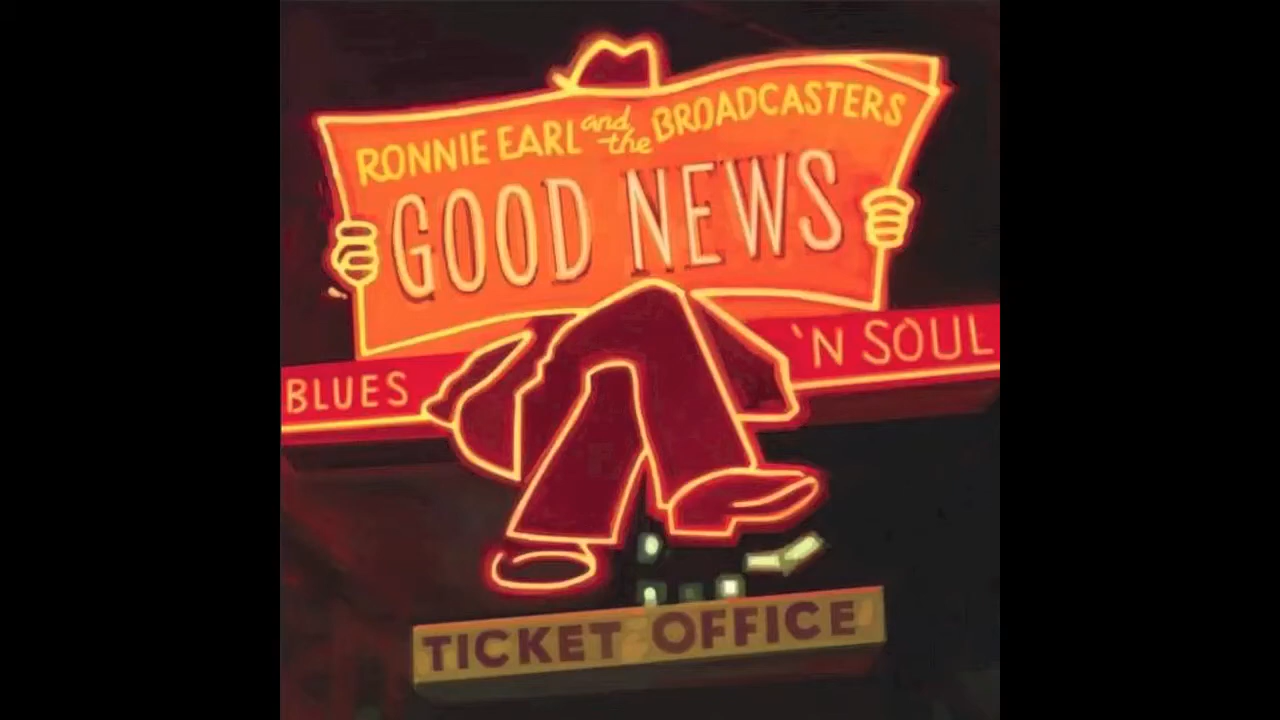 RONNIE EARL and the BROADCASTERS
GOOD NEWS
BLUES 'N SOUL
TICKET OFFICE